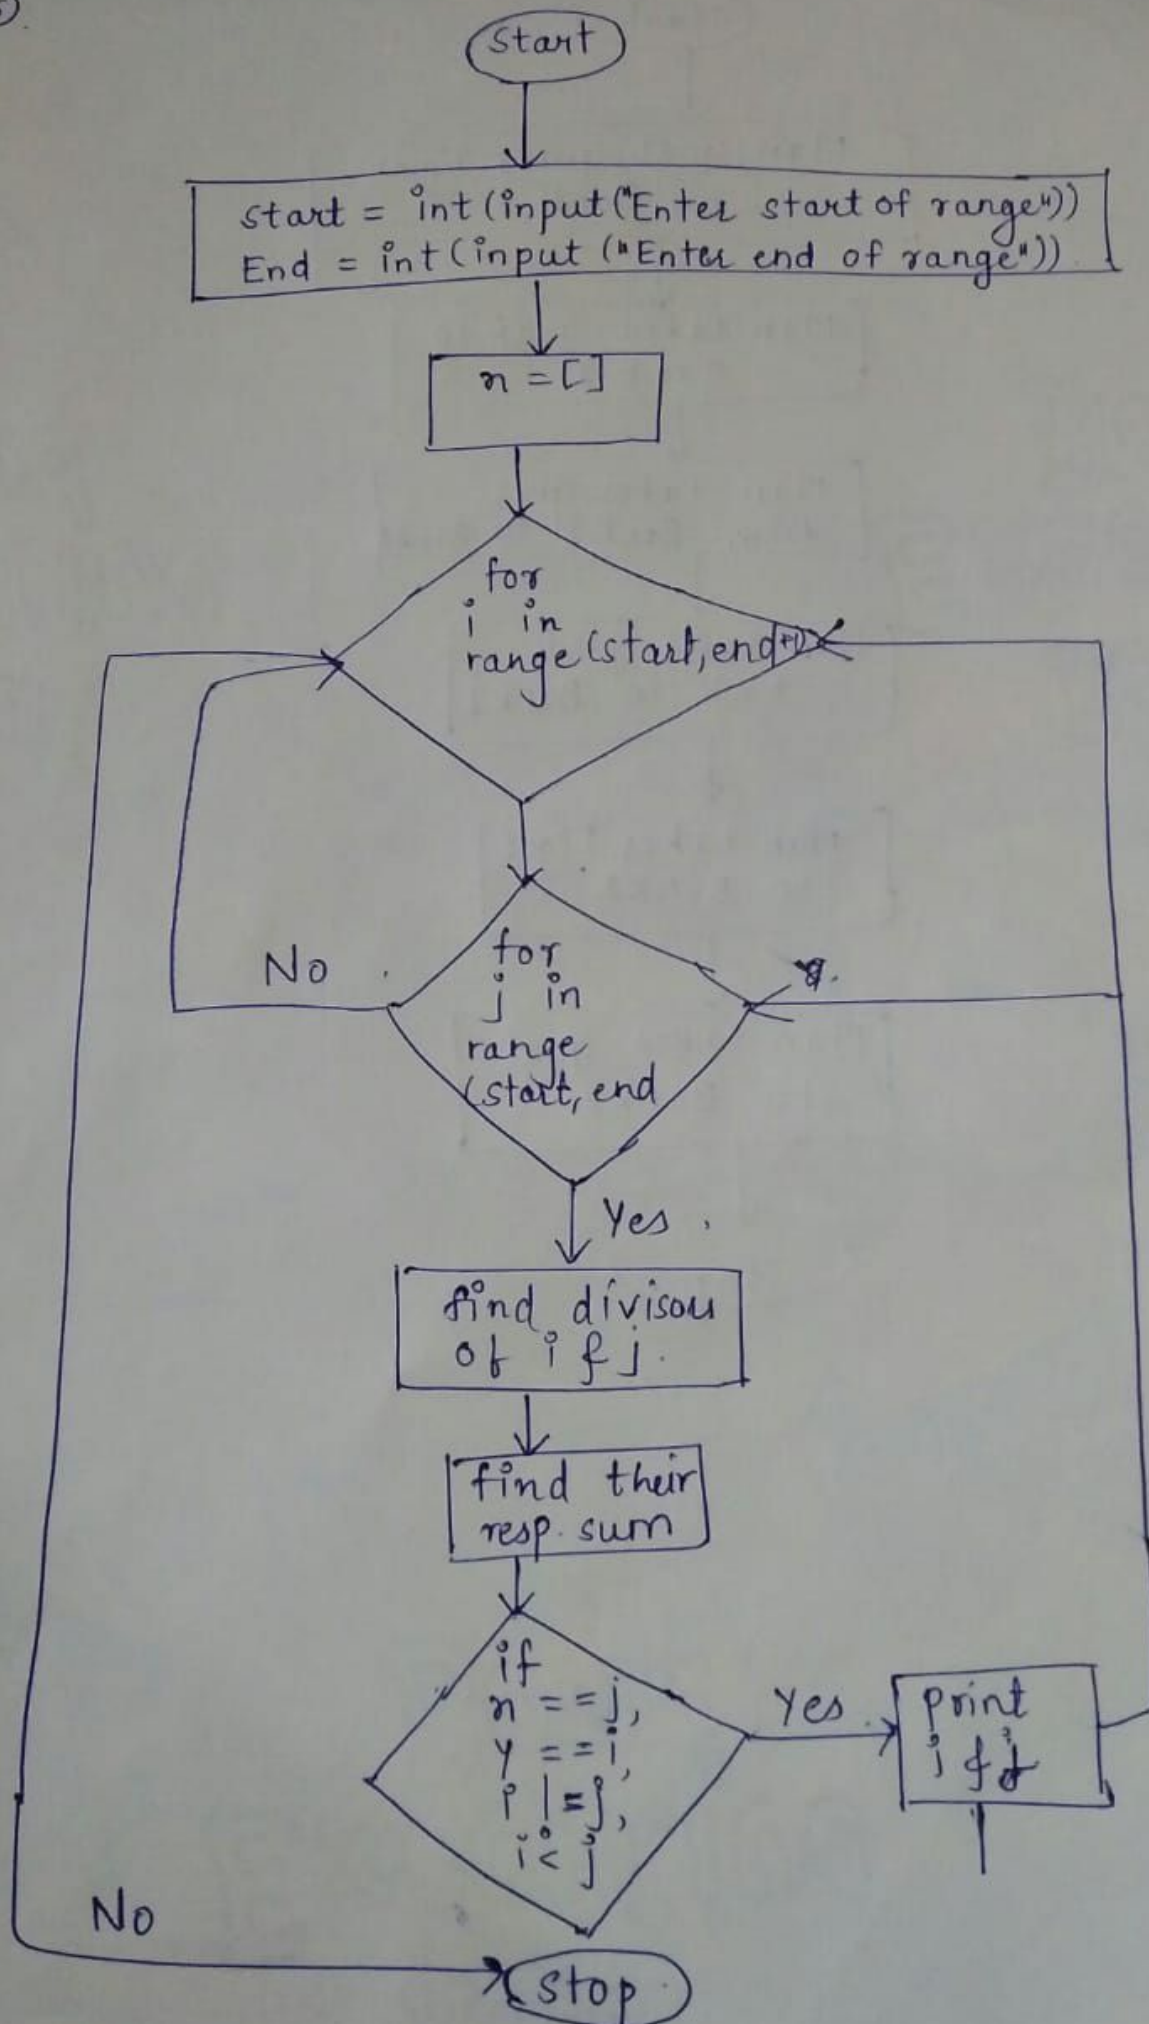 Start
start = int(input("Enter start of range"))
End = int(input ("Enter end of range"))
n = []
for
i in
range(start, end+1)
for
j in
range
(start, end
No
Yes.
find divisou
of i & j.
find their
resp. sum
if
n == j,
y == i,
i != j,
i < j
Yes.
print
i & j
No
Stop